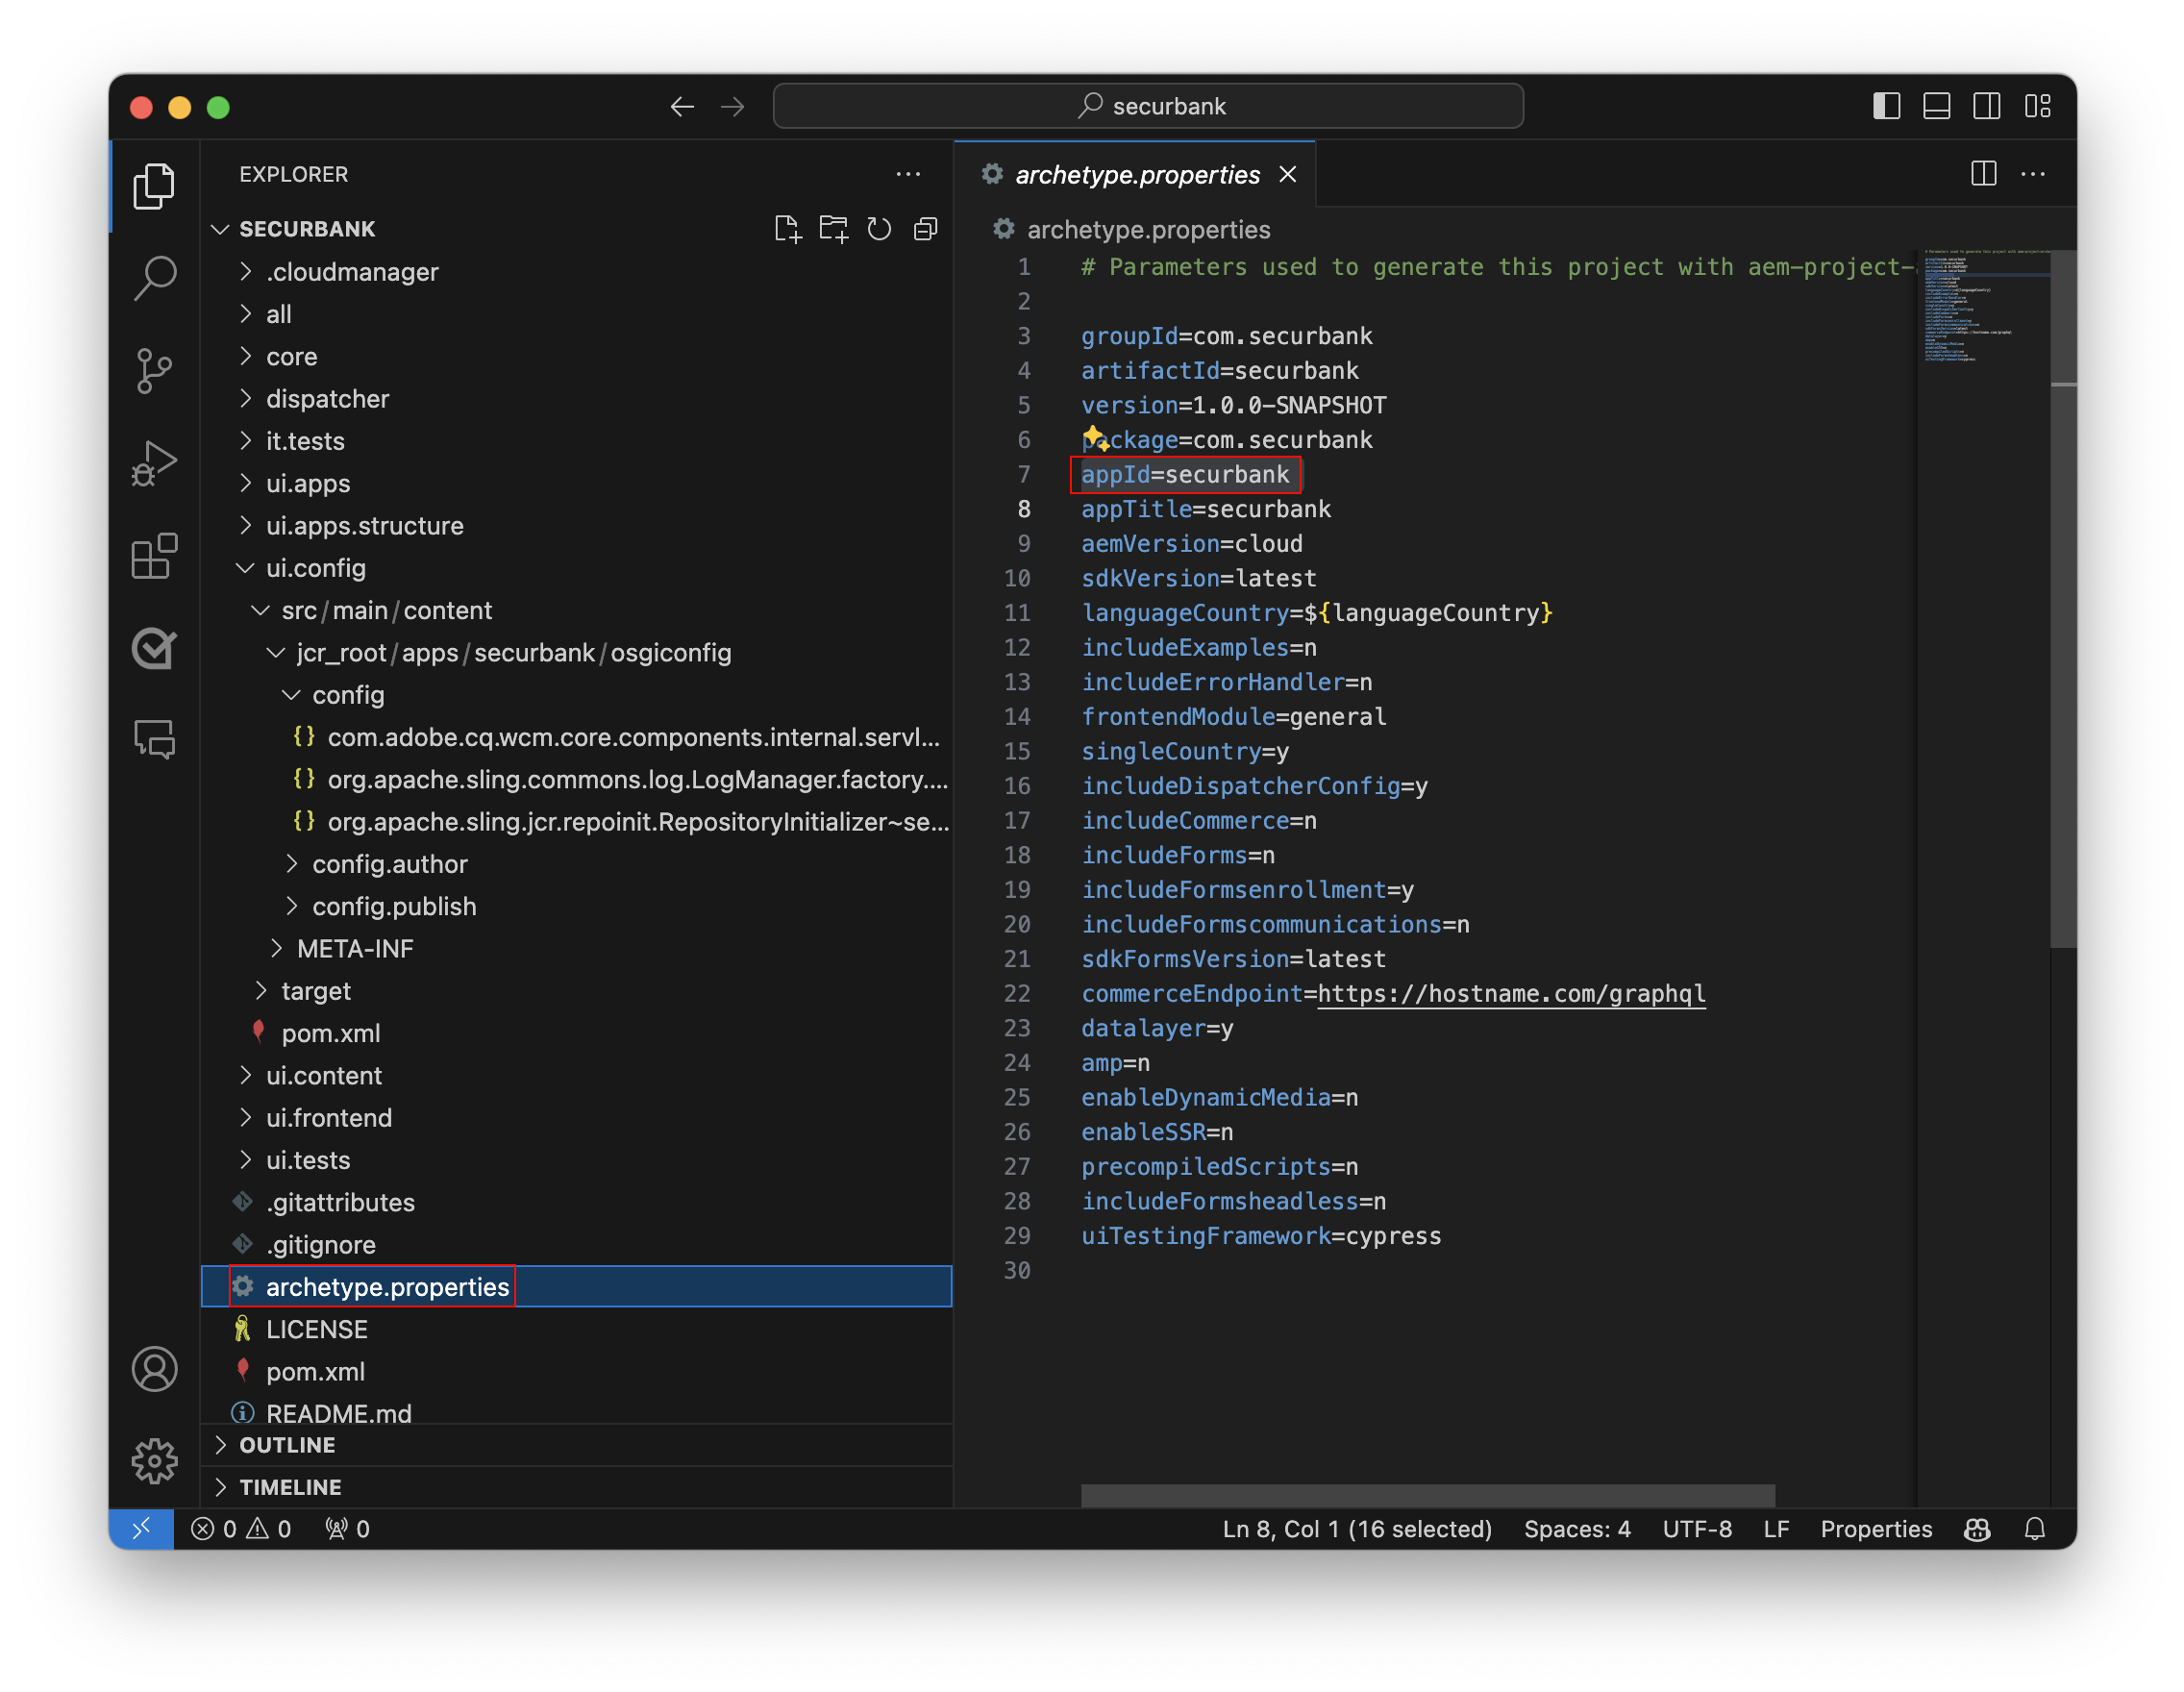 securbank
EXPLORER
SECURBANK
.cloudmanager
all
core
dispatcher
it.tests
ui.apps
ui.apps.structure
ui.config
src/main/content
jcr_root/apps/securbank/osgiconfig
config
com.adobe.cq.wcm.core.components.internal.servl...
org.apache.sling.commons.log.LogManager.factory....
org.apache.sling.jcr.repoinit.RepositoryInitializer~se...
config.author
config.publish
META-INF
target
pom.xml
ui.content
ui.frontend
ui.tests
.gitattributes
.gitignore
archetype.properties
LICENSE
pom.xml
README.md
OUTLINE
TIMELINE
archetype.properties
archetype.properties
1 # Parameters used to generate this project with aem-project-
2
3 groupId=com.securbank
4 artifactId=securbank
5 version=1.0.0-SNAPSHOT
6 package=com.securbank
7 appId=securbank
8 appTitle=securbank
9 aemVersion=cloud
10 sdkVersion=latest
11 languageCountry=${languageCountry}
12 includeExamples=n
13 includeErrorHandler=n
14 frontendModule=general
15 singleCountry=y
16 includeDispatcherConfig=y
17 includeCommerce=n
18 includeForms=n
19 includeFormsenrollment=y
20 includeFormscommunications=n
21 sdkFormsVersion=latest
22 commerceEndpoint=https://hostname.com/graphql
23 datalayer=y
24 amp=n
25 enableDynamicMedia=n
26 enableSSR=n
27 precompiledScripts=n
28 includeFormsheadless=n
29 uiTestingFramework=cypress
30
0 0 0 Ln 8, Col 1 (16 selected) Spaces: 4 UTF-8 LF Properties